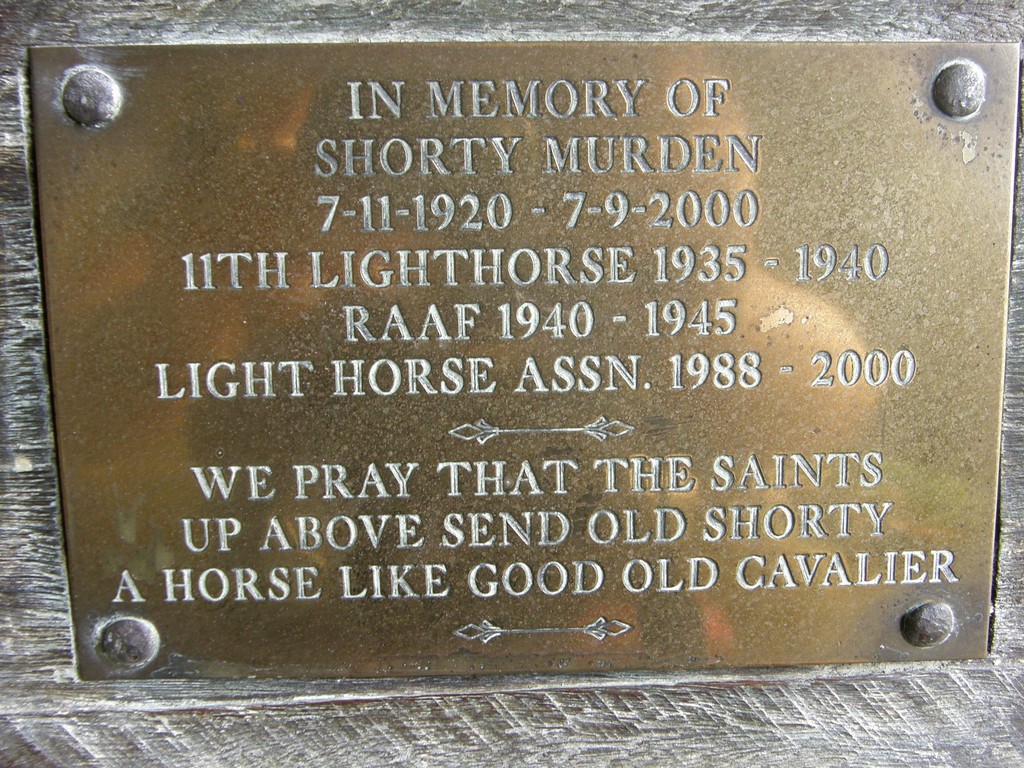 IN MEMORY OF
SHORTY MURDEN
7-11-1920 - 7-9-2000
11TH LIGHTHORSE 1935 - 1940
RAAF 1940 - 1945
LIGHT HORSE ASSN. 1988 - 2000
WE PRAY THAT THE SAINTS
UP ABOVE SEND OLD SHORTY
A HORSE LIKE GOOD OLD CAVALIER